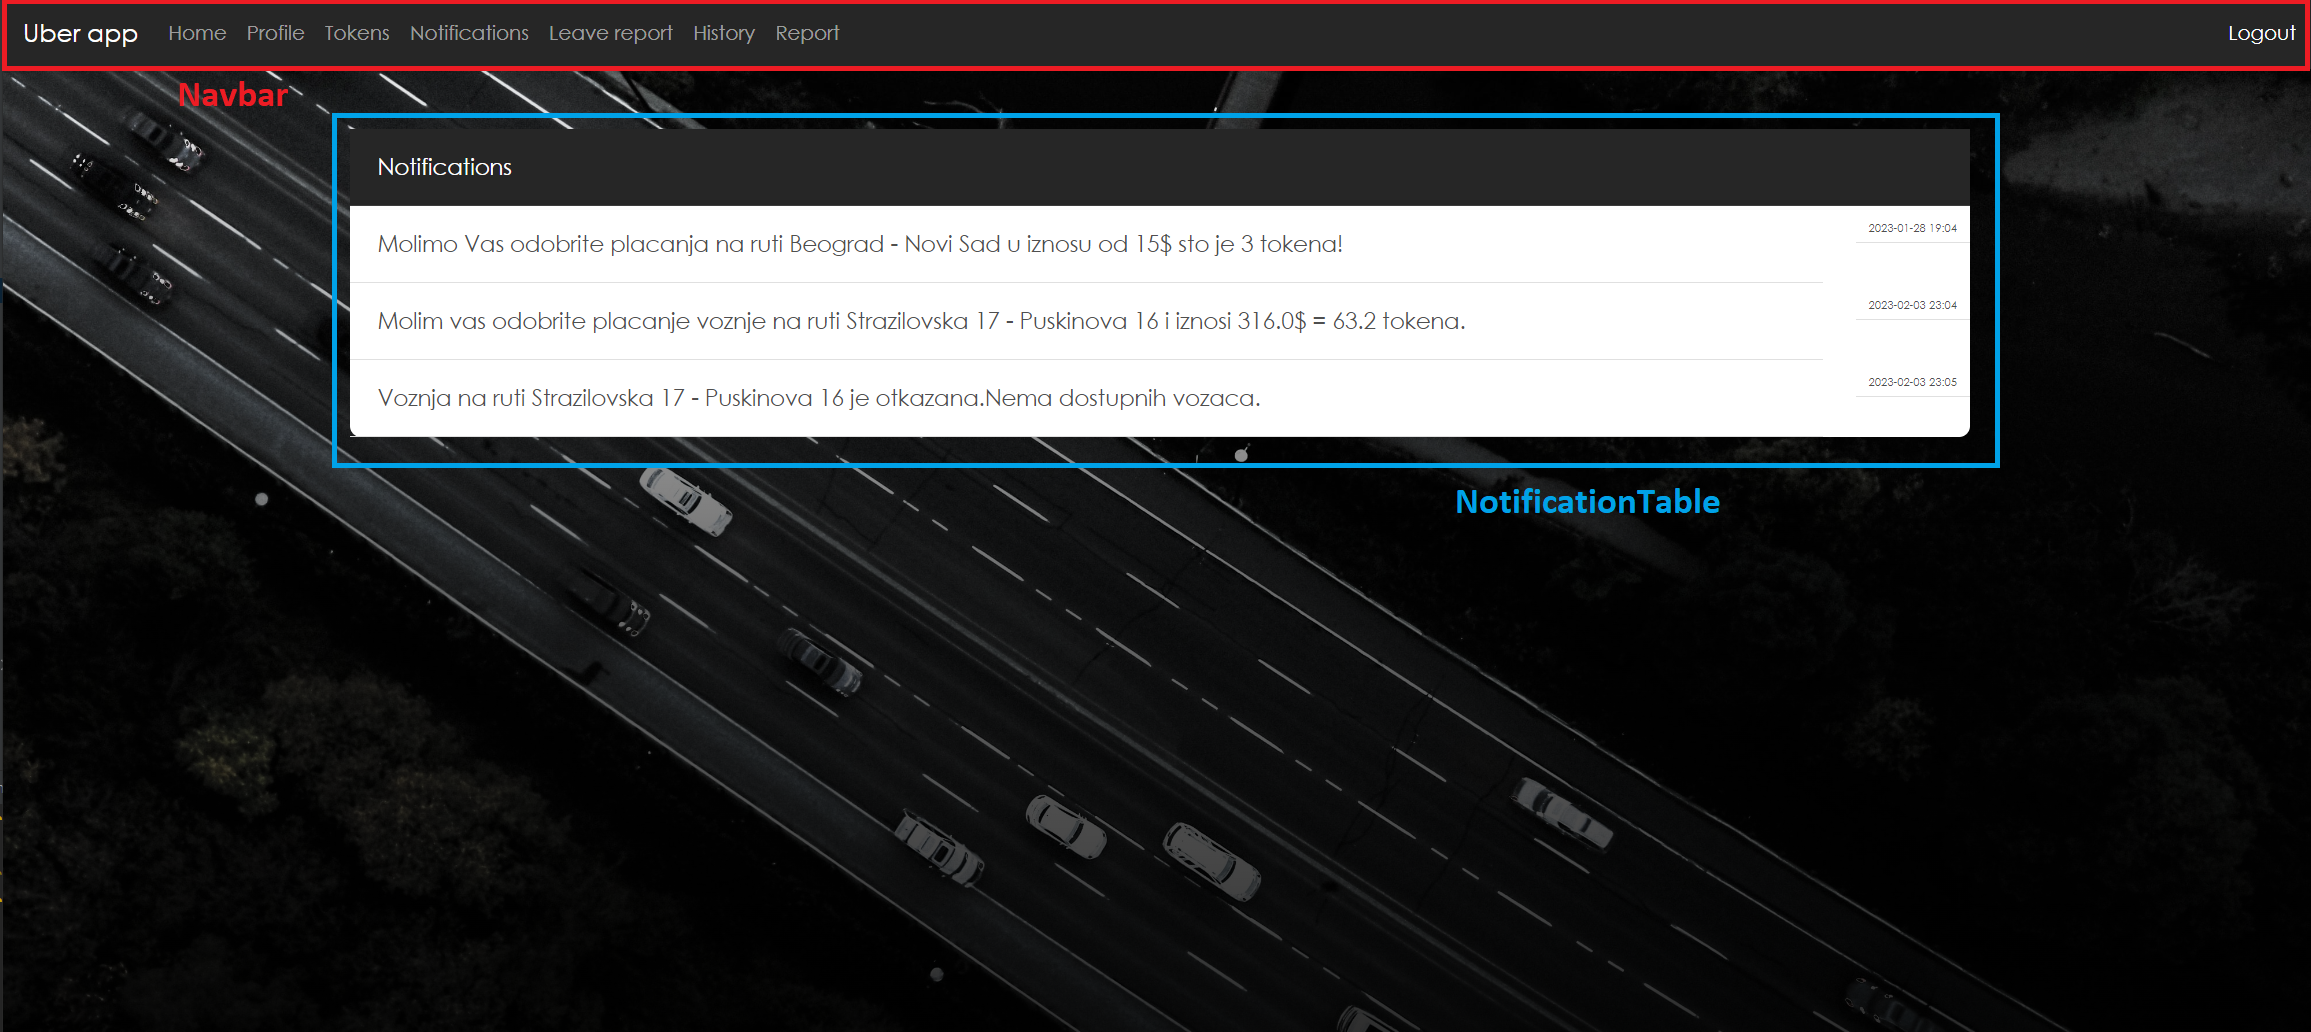 Uber app Home Profile Tokens Notifications Leave report History Report Logout
Navbar
Notifications
Molimo Vas odobrite placanja na ruti Beograd - Novi Sad u iznosu od 15$ sto je 3 tokena! 2023-01-28 19:04
Molim vas odobrite placanje voznje na ruti Strazilovska 17 - Puskinova 16 i iznosi 316.0$ = 63.2 tokena. 2023-02-03 23:04
Voznja na ruti Strazilovska 17 - Puskinova 16 je otkazana.Nema dostupnih vozaca. 2023-02-03 23:05
NotificationTable